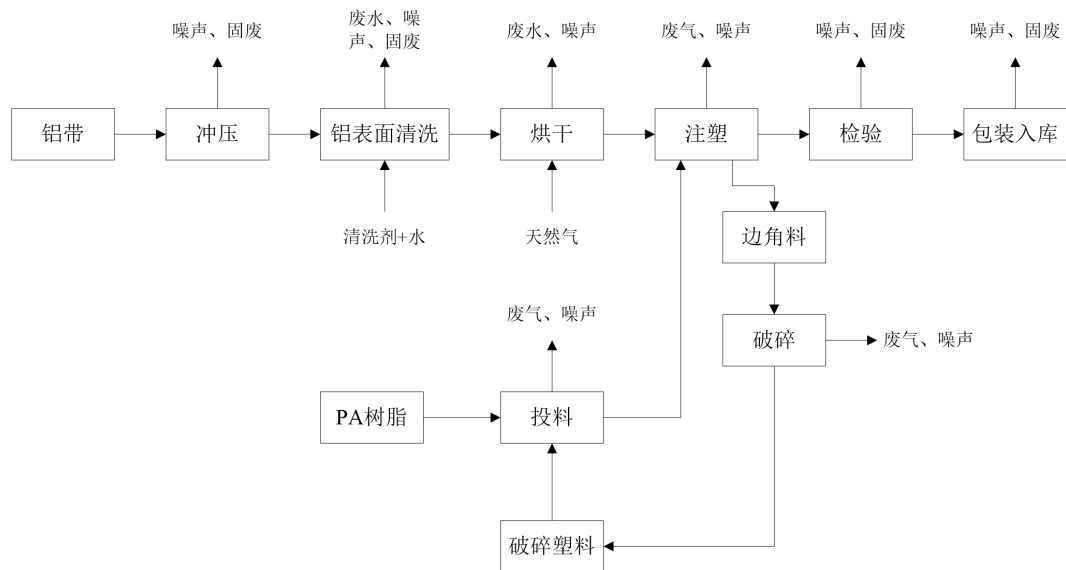 噪声、固废
废水、噪
声、固废
废水、噪声
废气、噪声
噪声、固废
噪声、固废
铝带
冲压
铝表面清洗
烘干
注塑
检验
包装入库
清洗剂+水
天然气
边角料
废气、噪声
破碎
废气、噪声
PA树脂
投料
破碎塑料